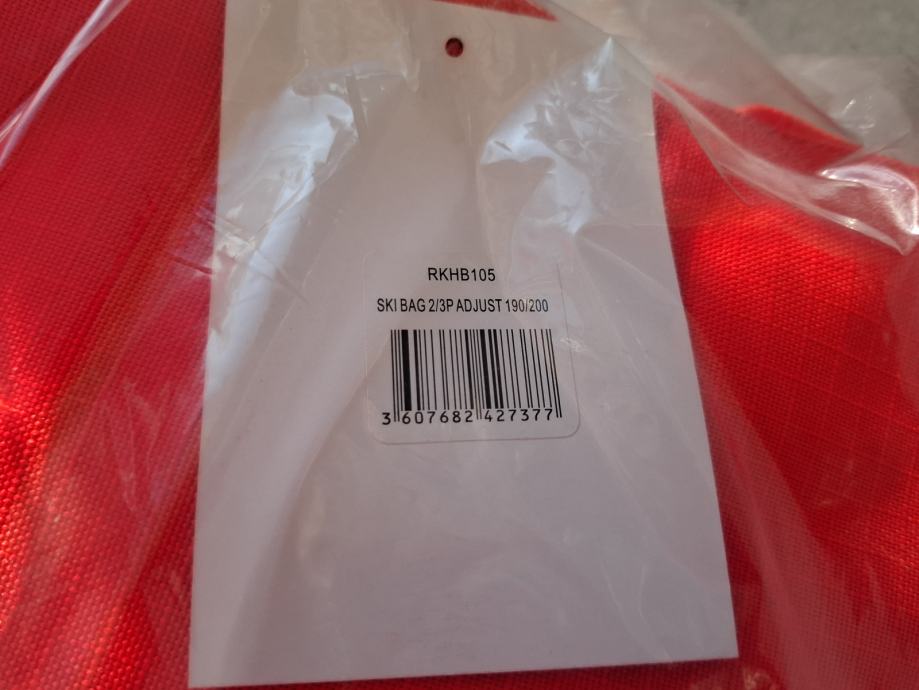 RKHB105
SKI BAG 2/3P ADJUST 190/200
3 607682 427377